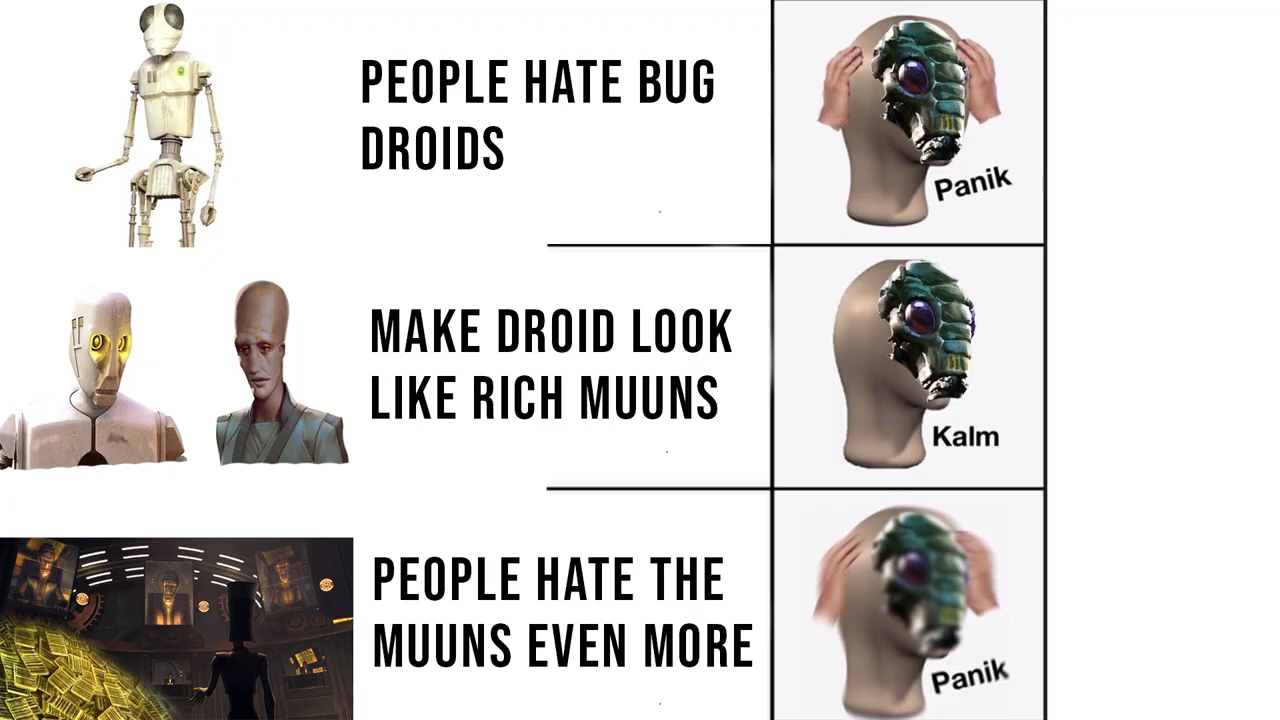 PEOPLE HATE BUG
DROIDS
Panik
MAKE DROID LOOK
LIKE RICH MUUNS
Kalm
PEOPLE HATE THE
MUUNS EVEN MORE
Panik